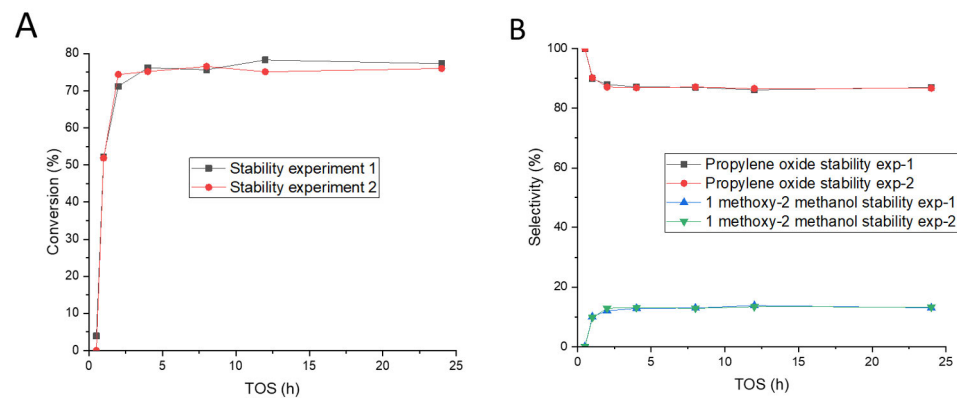 A
80
70
60
50
40
30
20
10
0
0
5
10
15
20
25
Conversion (%)
TOS (h)
Stability experiment 1
Stability experiment 2
B
100
80
60
40
20
0
0
5
10
15
20
25
Selectivity (%)
TOS (h)
Propylene oxide stability exp-1
Propylene oxide stability exp-2
1 methoxy-2 methanol stability exp-1
1 methoxy-2 methanol stability exp-2